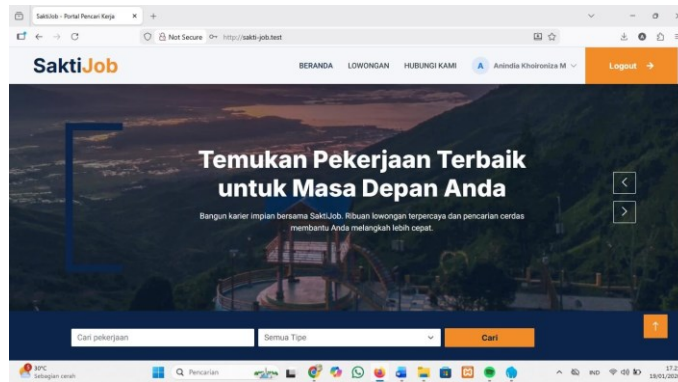 SaktiJob - Portal Pencari Kerja
Not Secure http://sakti-job.test
SaktiJob
BERANDA LOWONGAN HUBUNGI KAMI A Anindia Khoironiza M Logout
Temukan Pekerjaan Terbaik
untuk Masa Depan Anda
Bangun karier impian bersama SaktiJob. Ribuan lowongan terpercaya dan pencarian cerdas
membantu Anda melangkah lebih cepat.
Cari pekerjaan Semua Tipe Cari
30°C
Sebagian cerah
Pencarian
IND